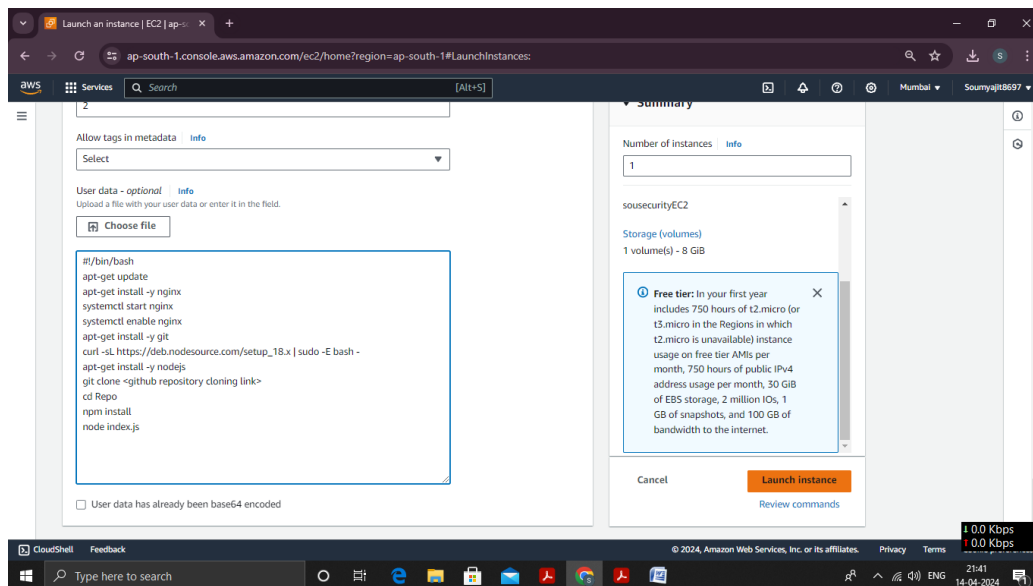 Launch an instance | EC2 | ap-so
ap-south-1.console.aws.amazon.com/ec2/home?region=ap-south-1#LaunchInstances:
S
aws
Services
Search
[Alt+S]
Mumbai
Soumyajit8697
2
Allow tags in metadata Info
Select
User data - optional Info
Upload a file with your user data or enter it in the field.
Choose file
#!/bin/bash
apt-get update
apt-get install -y nginx
systemctl start nginx
systemctl enable nginx
apt-get install -y git
curl -sL https://deb.nodesource.com/setup_18.x | sudo -E bash -
apt-get install -y nodejs
git clone <github repository cloning link>
cd Repo
npm install
node index.js
User data has already been base64 encoded
Summary
Number of instances Info
1
sousecurityEC2
Storage (volumes)
1 volume(s) - 8 GiB
Free tier: In your first year
includes 750 hours of t2.micro (or
t3.micro in the Regions in which
t2.micro is unavailable) instance
usage on free tier AMIs per
month, 750 hours of public IPv4
address usage per month, 30 GiB
of EBS storage, 2 million IOs, 1
GB of snapshots, and 100 GB of
bandwidth to the internet.
Cancel
Launch instance
Review commands
0.0 Kbps
0.0 Kbps
CloudShell
Feedback
© 2024, Amazon Web Services, Inc. or its affiliates.
Privacy
Terms
Type here to search
ENG
21:41
14-04-2024